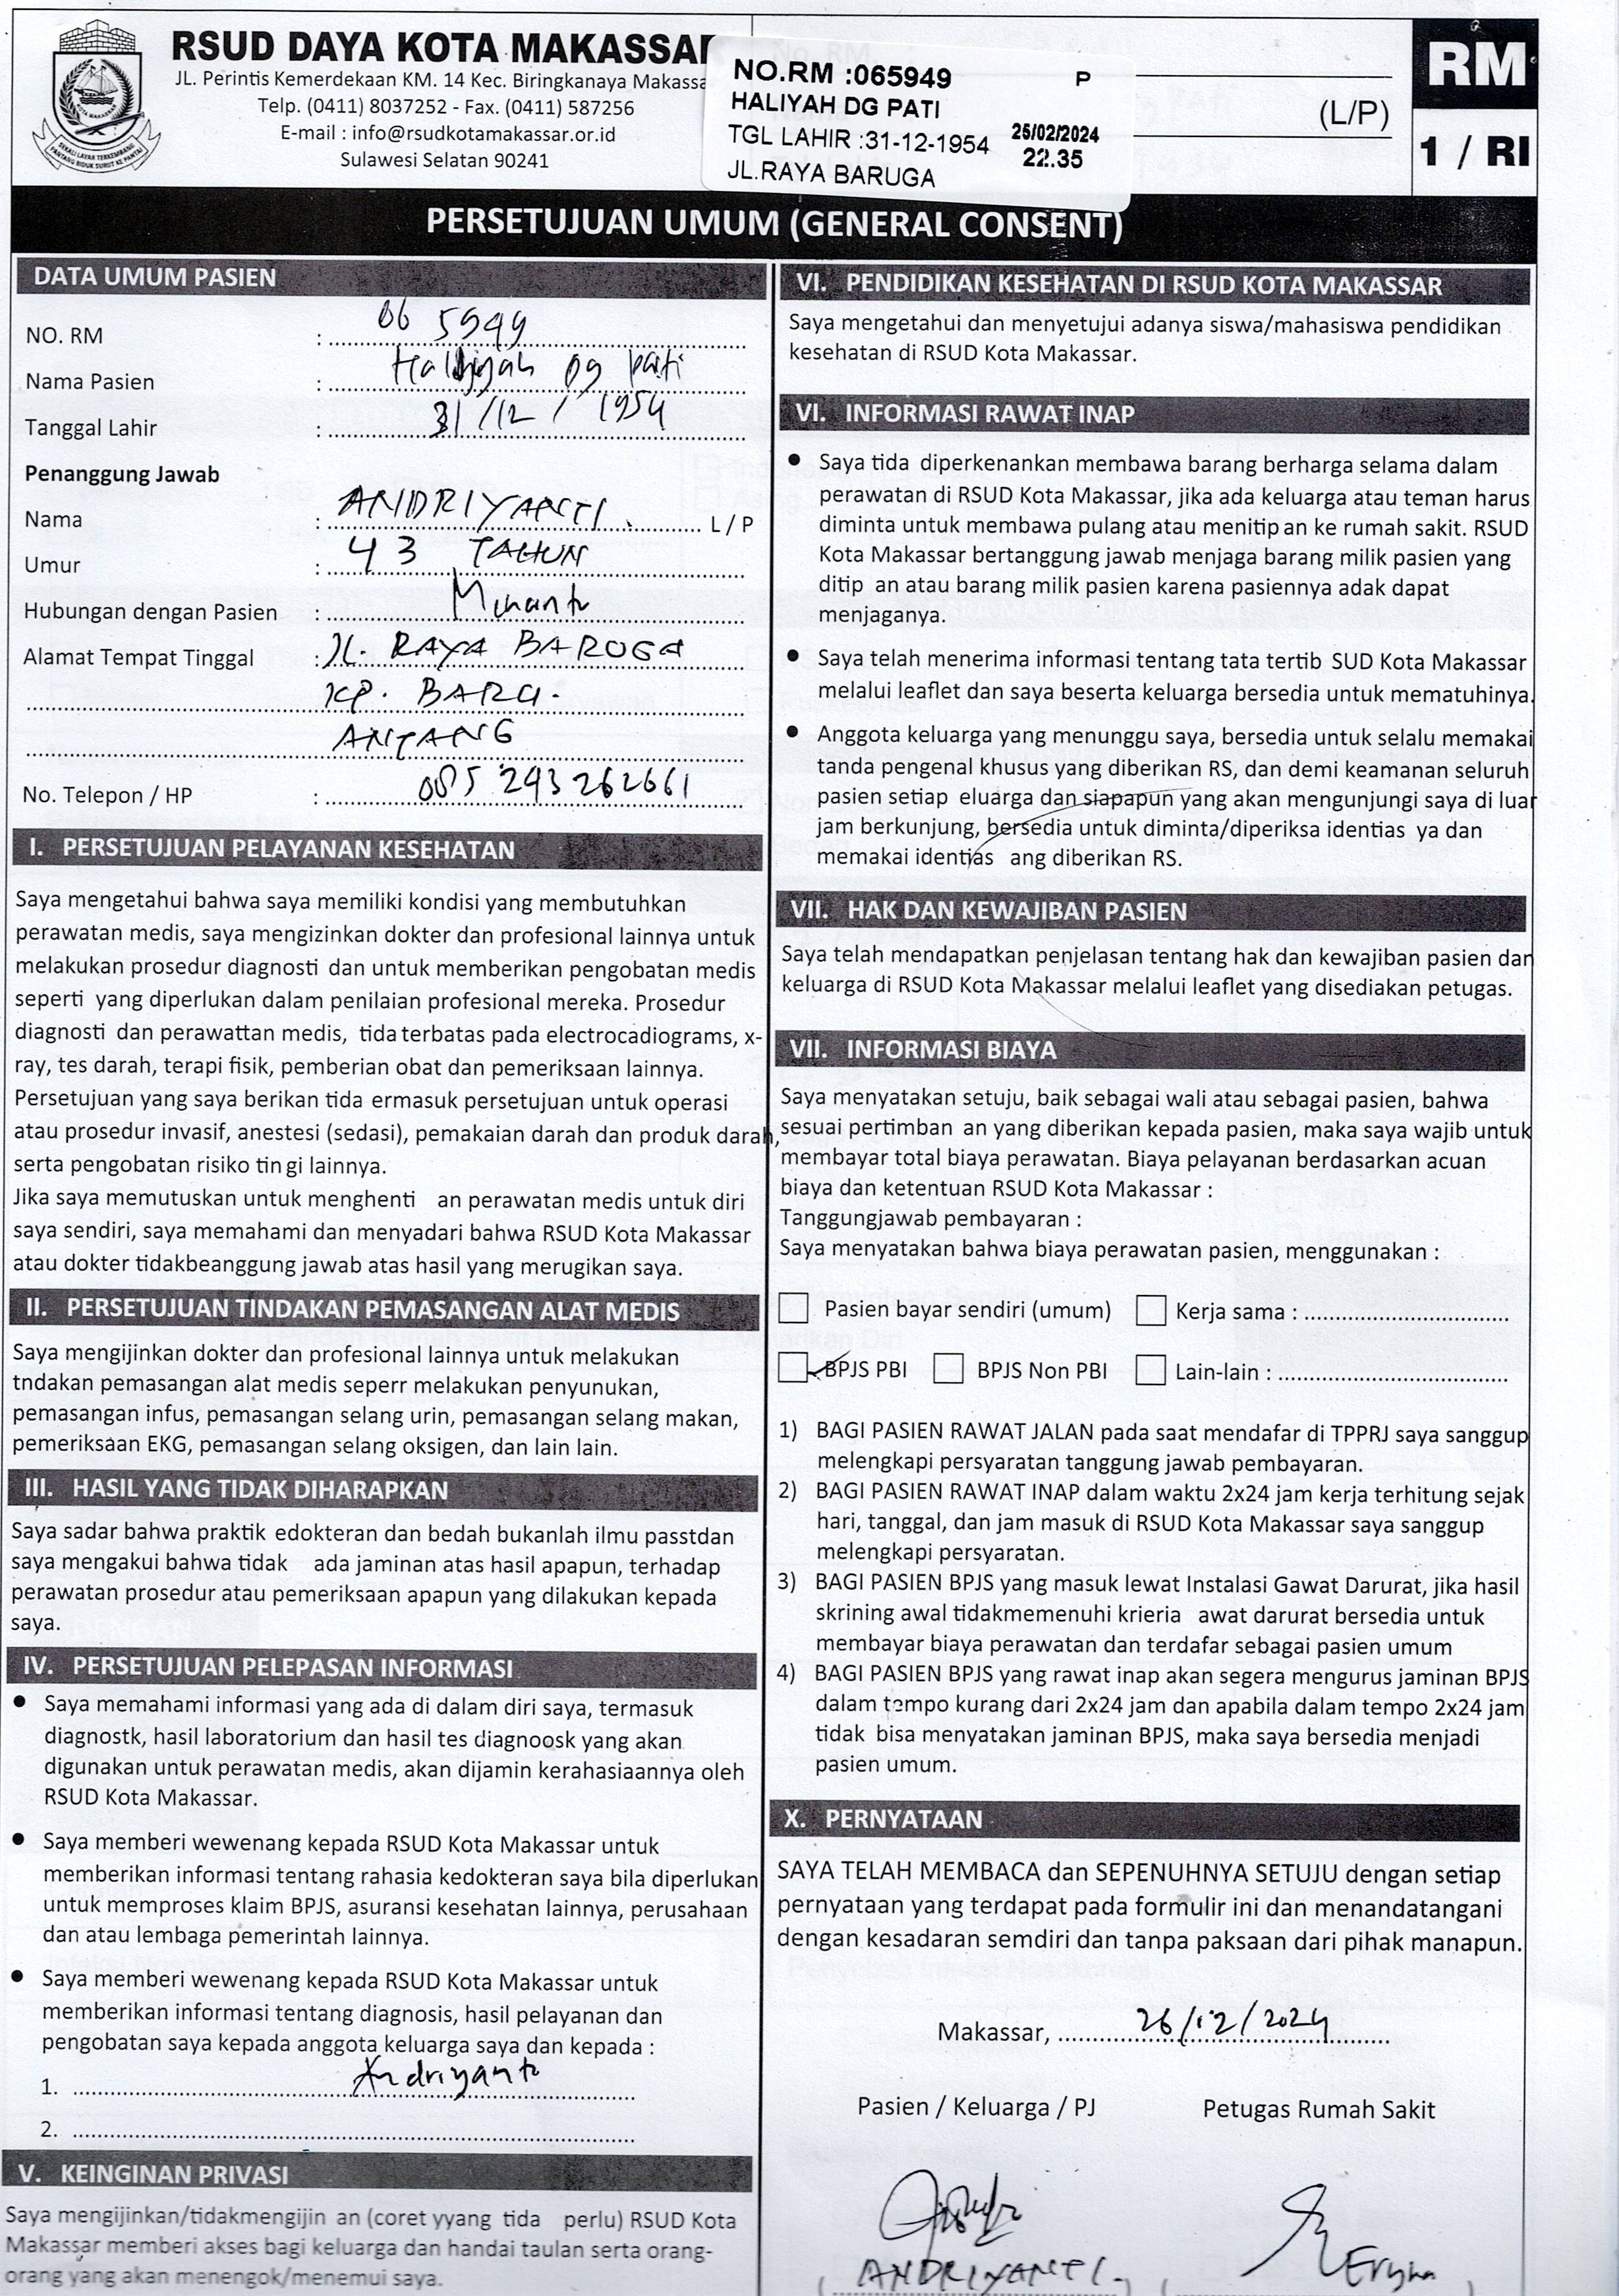 RSUD DAYA KOTA MAKASSAR
JL. Perintis Kemerdekaan KM. 14 Kec. Biringkanaya Makassa
Telp. (0411) 8037252 - Fax. (0411) 587256
E-mail : info@rsudkotamakassar.or.id
Sulawesi Selatan 90241
NO.RM :065949 P
HALIYAH DG PATI
TGL LAHIR :31-12-1954 25/02/2024
22.35
JL.RAYA BARUGA
(L/P)
RM
1 / RI
PERSETUJUAN UMUM (GENERAL CONSENT)
DATA UMUM PASIEN
NO. RM : 06 5949
Nama Pasien : Haliyah Dg pati
Tanggal Lahir : 31/12/1954
Penanggung Jawab
Nama : ANDRIYANTI. L / P
Umur : 43 TAHUN
Hubungan dengan Pasien : Menantu
Alamat Tempat Tinggal : Jl. RAYA BAROGA
KP. BARU.
ANTANG
No. Telepon / HP : 085 293262661
I. PERSETUJUAN PELAYANAN KESEHATAN
Saya mengetahui bahwa saya memiliki kondisi yang membutuhkan
perawatan medis, saya mengizinkan dokter dan profesional lainnya untuk
melakukan prosedur diagnosti dan untuk memberikan pengobatan medis
seperti yang diperlukan dalam penilaian profesional mereka. Prosedur
diagnosti dan perawattan medis, tida terbatas pada electrocadiograms, x-
ray, tes darah, terapi fisik, pemberian obat dan pemeriksaan lainnya.
Persetujuan yang saya berikan tida ermasuk persetujuan untuk operasi
atau prosedur invasif, anestesi (sedasi), pemakaian darah dan produk darah,
serta pengobatan risiko tin gi lainnya.
Jika saya memutuskan untuk menghenti an perawatan medis untuk diri
saya sendiri, saya memahami dan menyadari bahwa RSUD Kota Makassar
atau dokter tidakbeanggung jawab atas hasil yang merugikan saya.
II. PERSETUJUAN TINDAKAN PEMASANGAN ALAT MEDIS
Saya mengijinkan dokter dan profesional lainnya untuk melakukan
tndakan pemasangan alat medis seperr melakukan penyunukan,
pemasangan infus, pemasangan selang urin, pemasangan selang makan,
pemeriksaan EKG, pemasangan selang oksigen, dan lain lain.
III. HASIL YANG TIDAK DIHARAPKAN
Saya sadar bahwa praktik edokteran dan bedah bukanlah ilmu passtdan
saya mengakui bahwa tidak ada jaminan atas hasil apapun, terhadap
perawatan prosedur atau pemeriksaan apapun yang dilakukan kepada
saya.
IV. PERSETUJUAN PELEPASAN INFORMASI
● Saya memahami informasi yang ada di dalam diri saya, termasuk
diagnostk, hasil laboratorium dan hasil tes diagnoosk yang akan
digunakan untuk perawatan medis, akan dijamin kerahasiaannya oleh
RSUD Kota Makassar.
● Saya memberi wewenang kepada RSUD Kota Makassar untuk
memberikan informasi tentang rahasia kedokteran saya bila diperlukan
untuk memproses klaim BPJS, asuransi kesehatan lainnya, perusahaan
dan atau lembaga pemerintah lainnya.
● Saya memberi wewenang kepada RSUD Kota Makassar untuk
memberikan informasi tentang diagnosis, hasil pelayanan dan
pengobatan saya kepada anggota keluarga saya dan kepada :
1. Andriyanti
2.
V. KEINGINAN PRIVASI
Saya mengijinkan/tidakmengijin an (coret yyang tida perlu) RSUD Kota
Makassar memberi akses bagi keluarga dan handai taulan serta orang-
orang yang akan menengok/menemui saya.
VI. PENDIDIKAN KESEHATAN DI RSUD KOTA MAKASSAR
Saya mengetahui dan menyetujui adanya siswa/mahasiswa pendidikan
kesehatan di RSUD Kota Makassar.
VI. INFORMASI RAWAT INAP
● Saya tida diperkenankan membawa barang berharga selama dalam
perawatan di RSUD Kota Makassar, jika ada keluarga atau teman harus
diminta untuk membawa pulang atau menitip an ke rumah sakit. RSUD
Kota Makassar bertanggung jawab menjaga barang milik pasien yang
ditip an atau barang milik pasien karena pasiennya adak dapat
menjaganya.
● Saya telah menerima informasi tentang tata tertib SUD Kota Makassar
melalui leaflet dan saya beserta keluarga bersedia untuk mematuhinya.
● Anggota keluarga yang menunggu saya, bersedia untuk selalu memakai
tanda pengenal khusus yang diberikan RS, dan demi keamanan seluruh
pasien setiap eluarga dan siapapun yang akan mengunjungi saya di luar
jam berkunjung, bersedia untuk diminta/diperiksa identias ya dan
memakai identias ang diberikan RS.
VII. HAK DAN KEWAJIBAN PASIEN
Saya telah mendapatkan penjelasan tentang hak dan kewajiban pasien dan
keluarga di RSUD Kota Makassar melalui leaflet yang disediakan petugas.
VII. INFORMASI BIAYA
Saya menyatakan setuju, baik sebagai wali atau sebagai pasien, bahwa
sesuai pertimban an yang diberikan kepada pasien, maka saya wajib untuk
membayar total biaya perawatan. Biaya pelayanan berdasarkan acuan
biaya dan ketentuan RSUD Kota Makassar :
Tanggungjawab pembayaran :
Saya menyatakan bahwa biaya perawatan pasien, menggunakan :
Pasien bayar sendiri (umum) Kerja sama :
BPJS PBI BPJS Non PBI Lain-lain :
1) BAGI PASIEN RAWAT JALAN pada saat mendafar di TPPRJ saya sanggup
melengkapi persyaratan tanggung jawab pembayaran.
2) BAGI PASIEN RAWAT INAP dalam waktu 2x24 jam kerja terhitung sejak
hari, tanggal, dan jam masuk di RSUD Kota Makassar saya sanggup
melengkapi persyaratan.
3) BAGI PASIEN BPJS yang masuk lewat Instalasi Gawat Darurat, jika hasil
skrining awal tidakmemenuhi krieria awat darurat bersedia untuk
membayar biaya perawatan dan terdafar sebagai pasien umum
4) BAGI PASIEN BPJS yang rawat inap akan segera mengurus jaminan BPJS
dalam tempo kurang dari 2x24 jam dan apabila dalam tempo 2x24 jam
tidak bisa menyatakan jaminan BPJS, maka saya bersedia menjadi
pasien umum.
X. PERNYATAAN
SAYA TELAH MEMBACA dan SEPENUHNYA SETUJU dengan setiap
pernyataan yang terdapat pada formulir ini dan menandatangani
dengan kesadaran semdiri dan tanpa paksaan dari pihak manapun.
Makassar, 26/12/2024
Pasien / Keluarga / PJ Petugas Rumah Sakit
ANDRIYANTI.